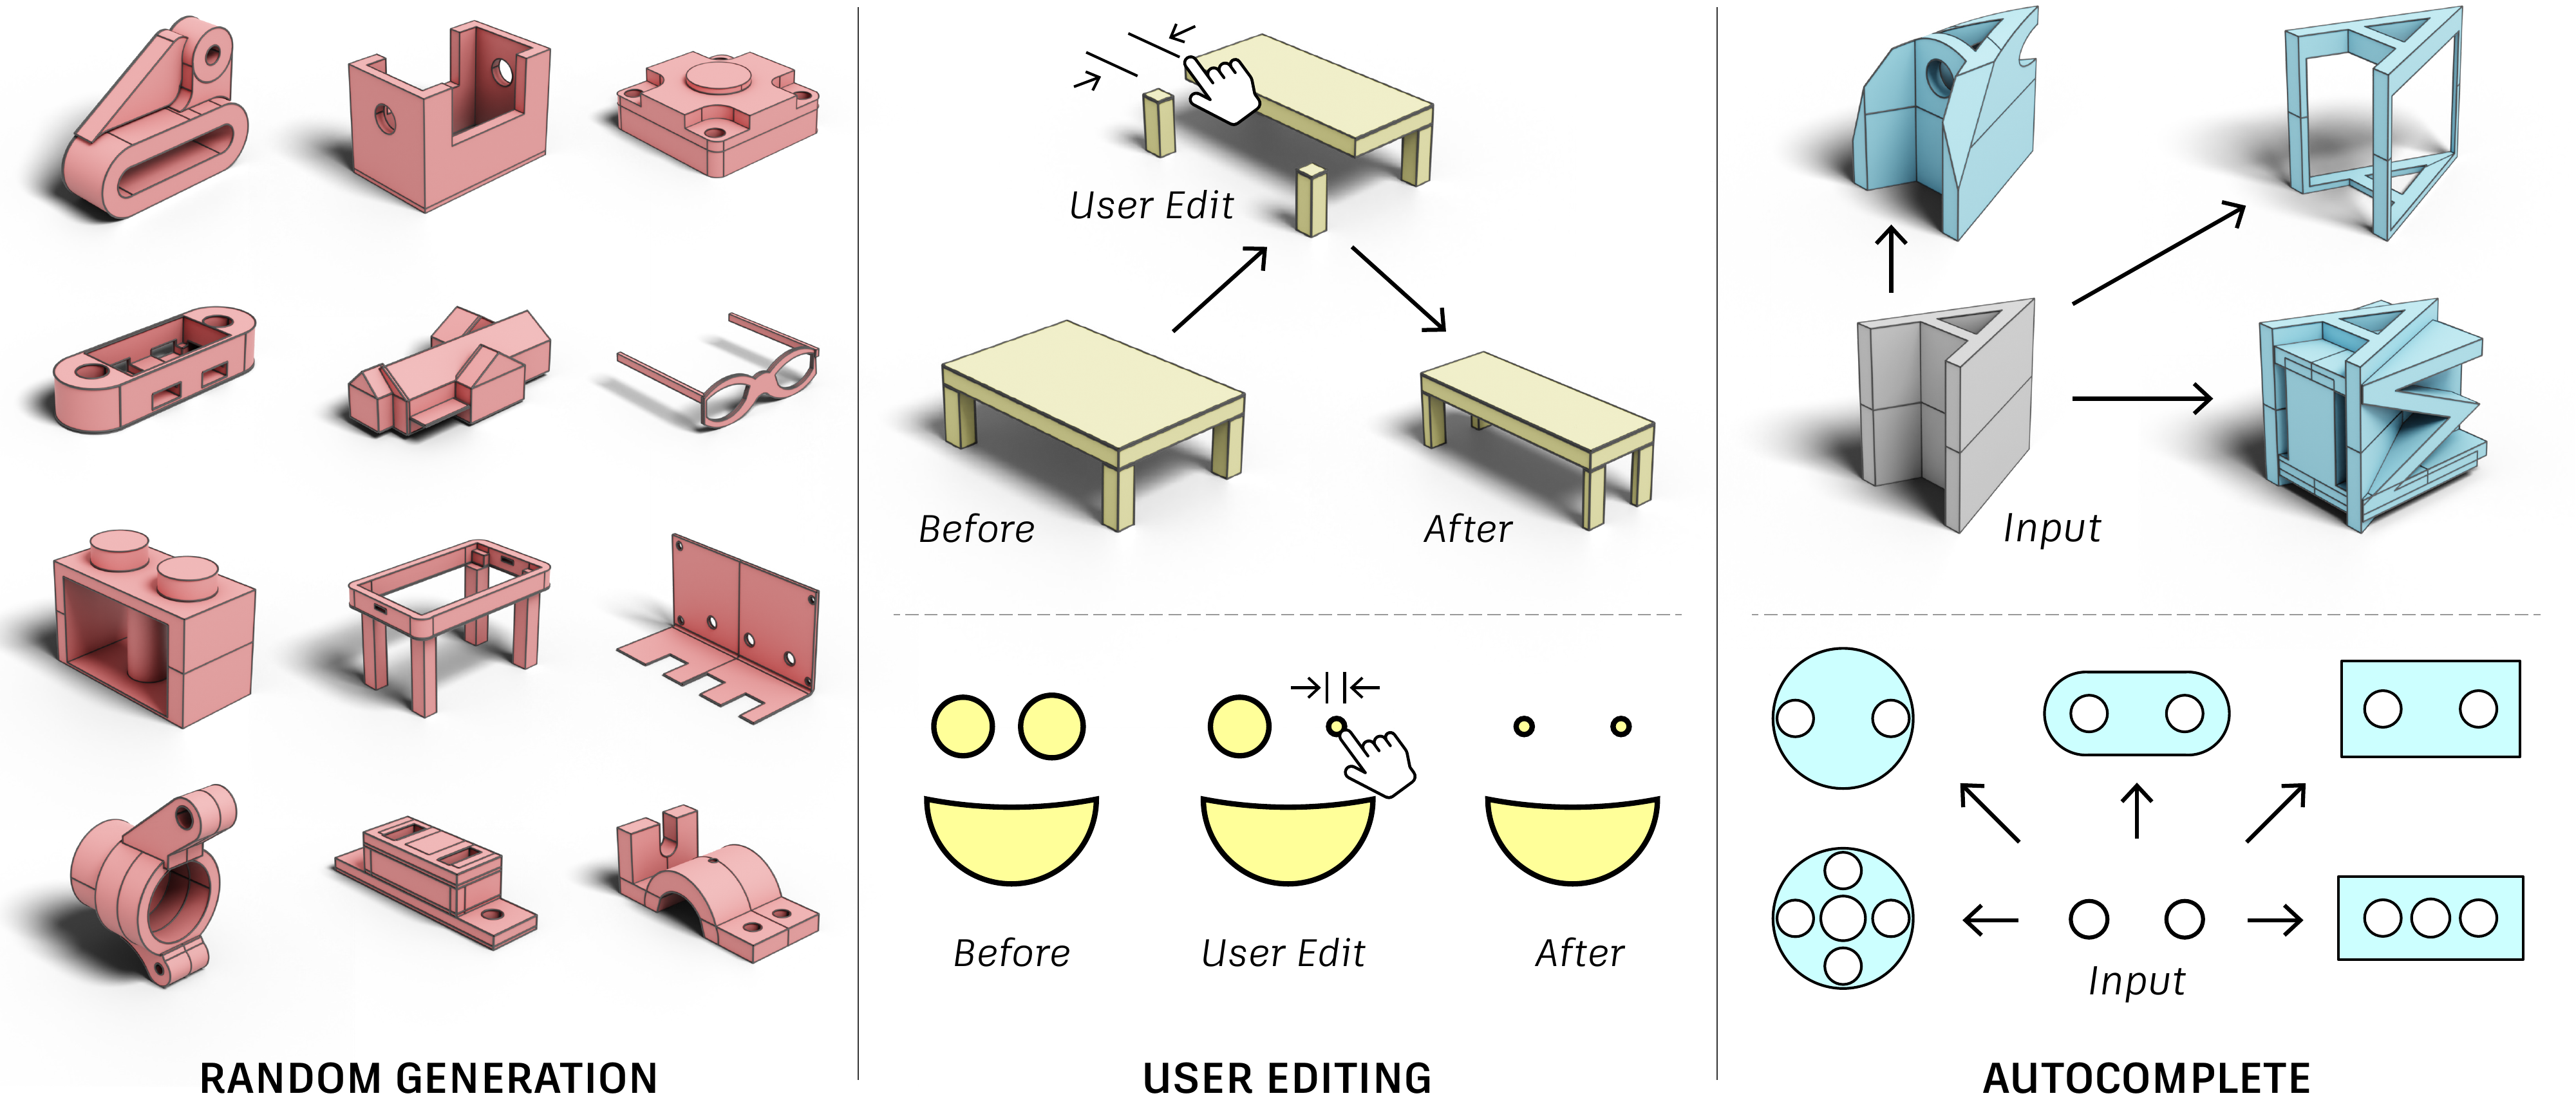 User Edit
Before
After
Input
Before
User Edit
After
Input
RANDOM GENERATION
USER EDITING
AUTOCOMPLETE